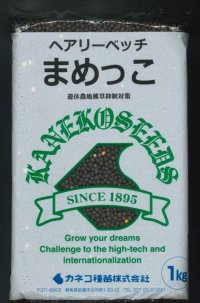 ヘアリーベッチ
まめっこ
遊休農地雑草抑制対策
KANEKOSEEDS
SINCE 1895
Grow your dreams
Challenge to the high-tech and
internationalization
カネコ種苗株式会社
1kg